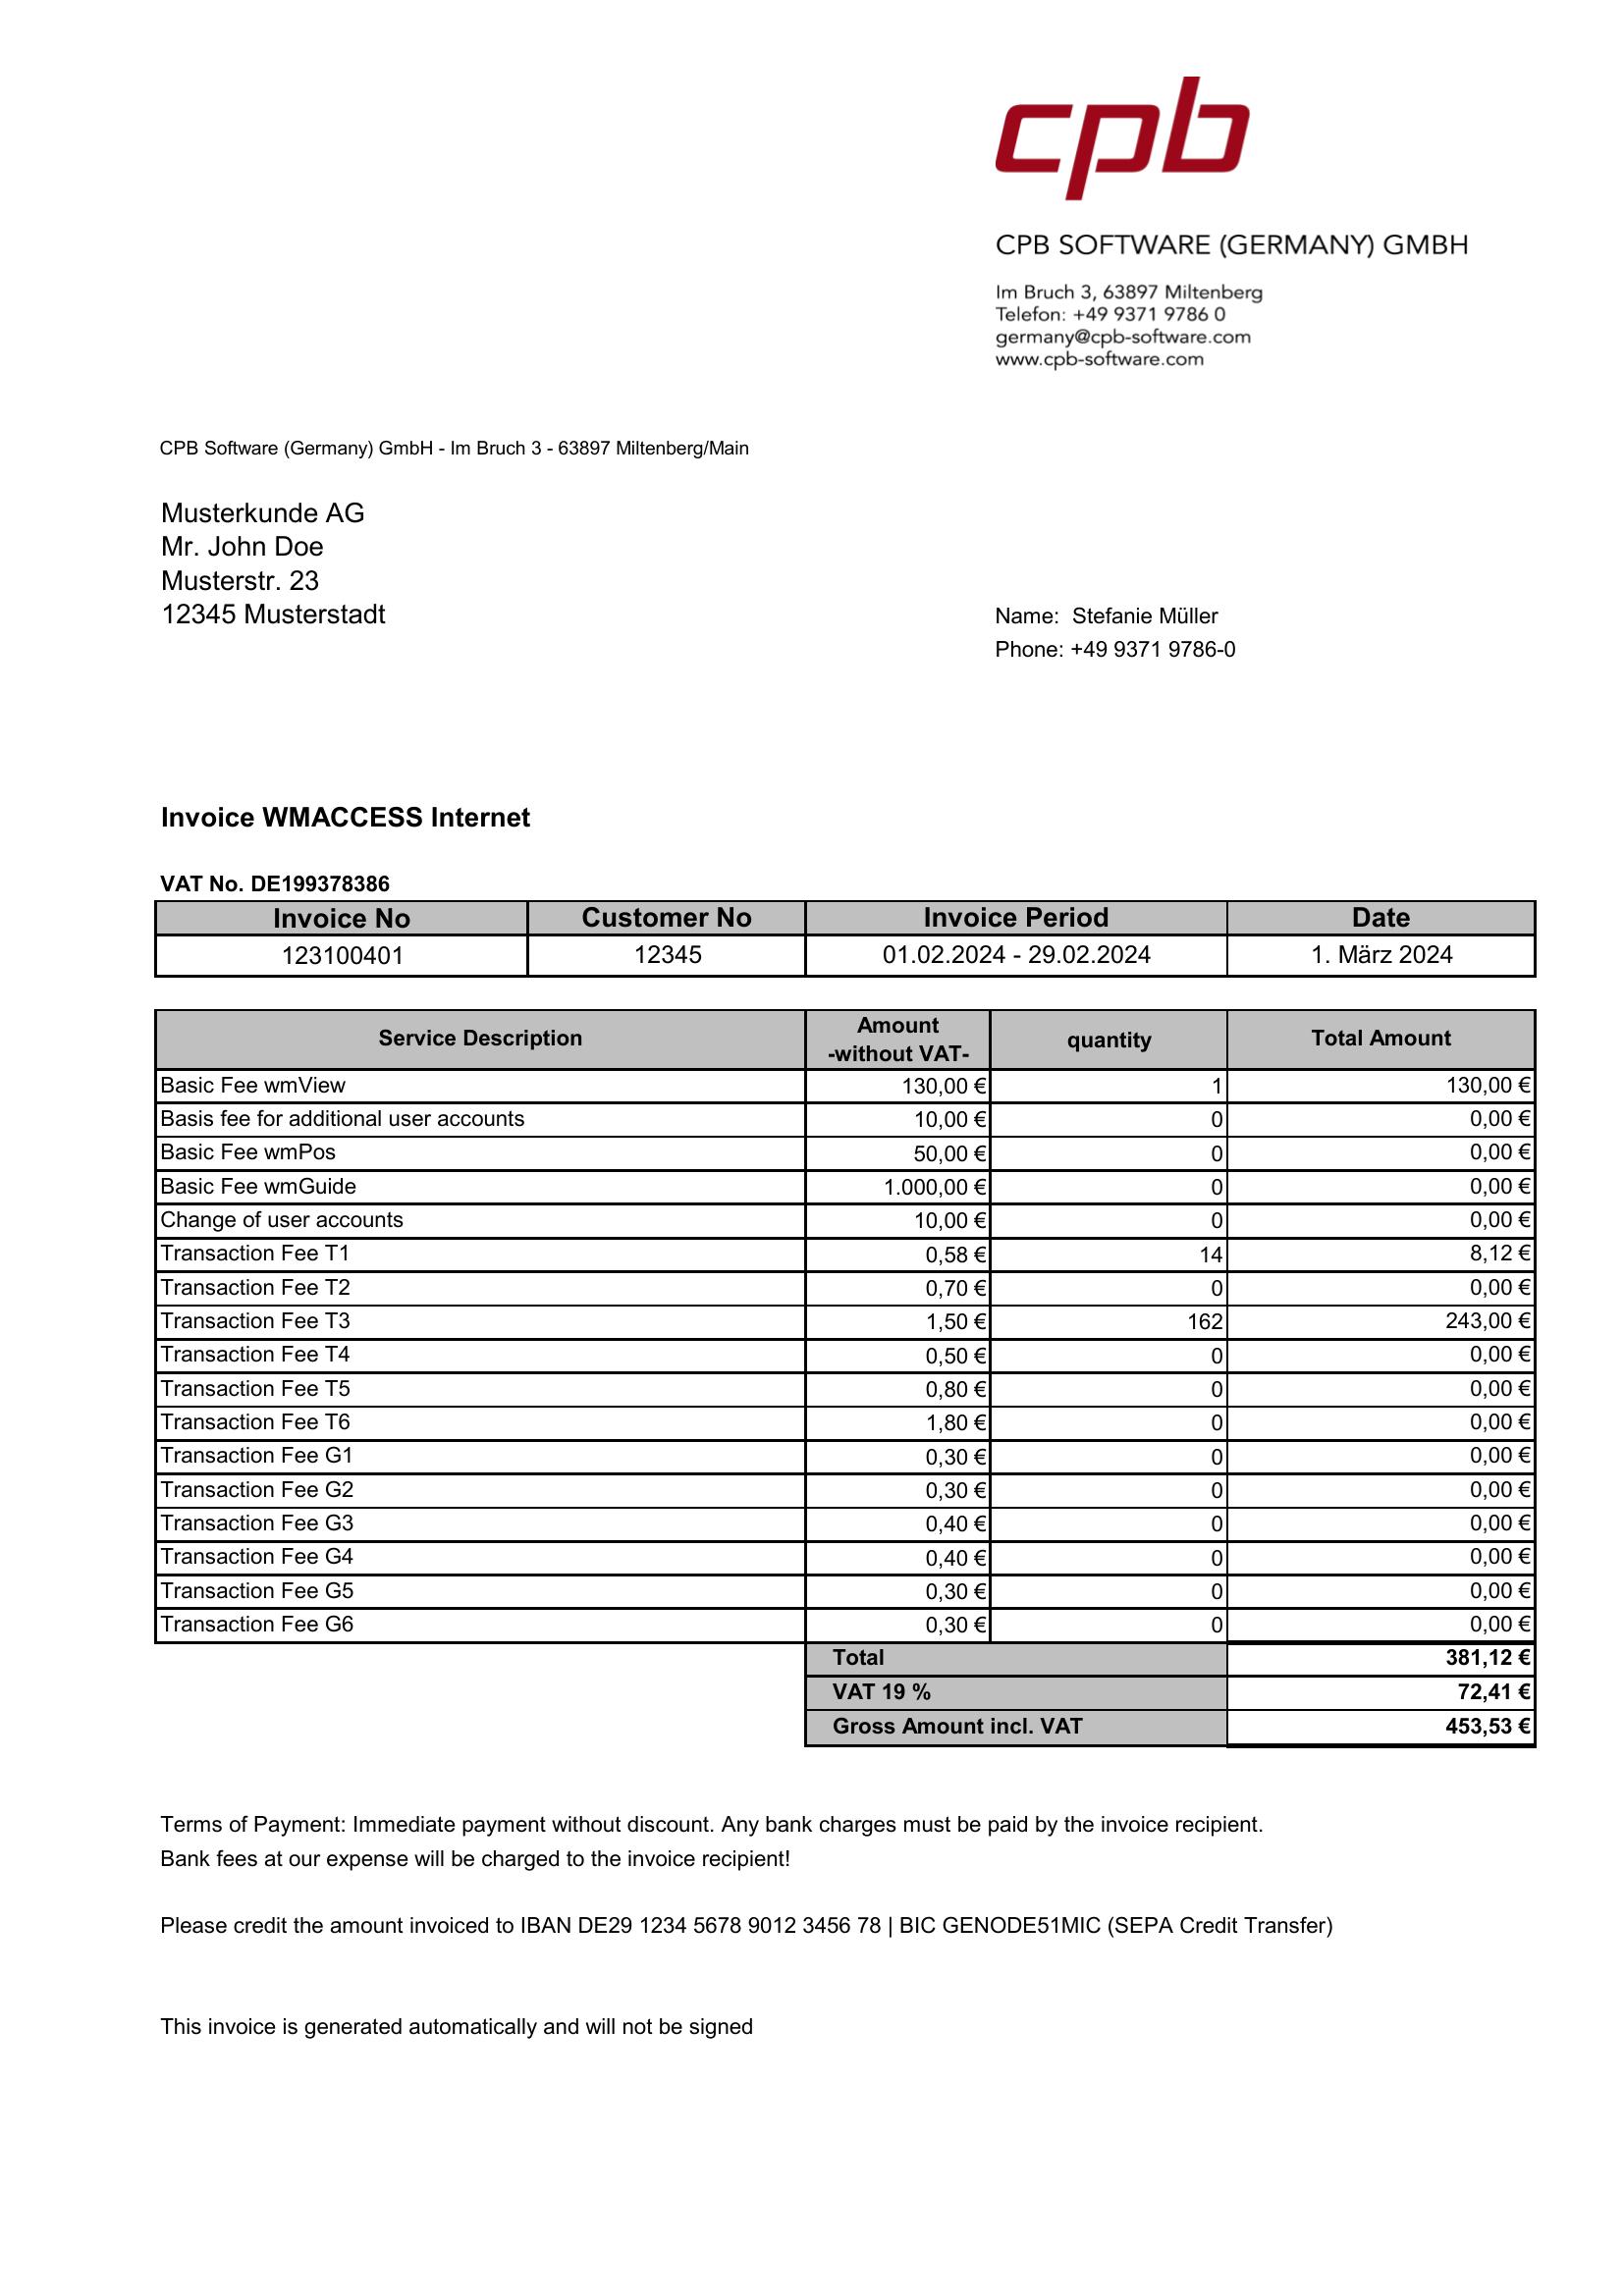 cpb
CPB SOFTWARE (GERMANY) GMBH
Im Bruch 3, 63897 Miltenberg
Telefon: +49 9371 9786 0
germany@cpb-software.com
www.cpb-software.com
CPB Software (Germany) GmbH - Im Bruch 3 - 63897 Miltenberg/Main
Musterkunde AG
Mr. John Doe
Musterstr. 23
12345 Musterstadt
Name: Stefanie Müller
Phone: +49 9371 9786-0
Invoice WMACCESS Internet
VAT No. DE199378386
Invoice No Customer No Invoice Period Date
123100401 12345 01.02.2024 - 29.02.2024 1. März 2024
Service Description Amount -without VAT- quantity Total Amount
Basic Fee wmView 130,00 € 1 130,00 €
Basis fee for additional user accounts 10,00 € 0 0,00 €
Basic Fee wmPos 50,00 € 0 0,00 €
Basic Fee wmGuide 1.000,00 € 0 0,00 €
Change of user accounts 10,00 € 0 0,00 €
Transaction Fee T1 0,58 € 14 8,12 €
Transaction Fee T2 0,70 € 0 0,00 €
Transaction Fee T3 1,50 € 162 243,00 €
Transaction Fee T4 0,50 € 0 0,00 €
Transaction Fee T5 0,80 € 0 0,00 €
Transaction Fee T6 1,80 € 0 0,00 €
Transaction Fee G1 0,30 € 0 0,00 €
Transaction Fee G2 0,30 € 0 0,00 €
Transaction Fee G3 0,40 € 0 0,00 €
Transaction Fee G4 0,40 € 0 0,00 €
Transaction Fee G5 0,30 € 0 0,00 €
Transaction Fee G6 0,30 € 0 0,00 €
Total 381,12 €
VAT 19 % 72,41 €
Gross Amount incl. VAT 453,53 €
Terms of Payment: Immediate payment without discount. Any bank charges must be paid by the invoice recipient.
Bank fees at our expense will be charged to the invoice recipient!
Please credit the amount invoiced to IBAN DE29 1234 5678 9012 3456 78 | BIC GENODE51MIC (SEPA Credit Transfer)
This invoice is generated automatically and will not be signed